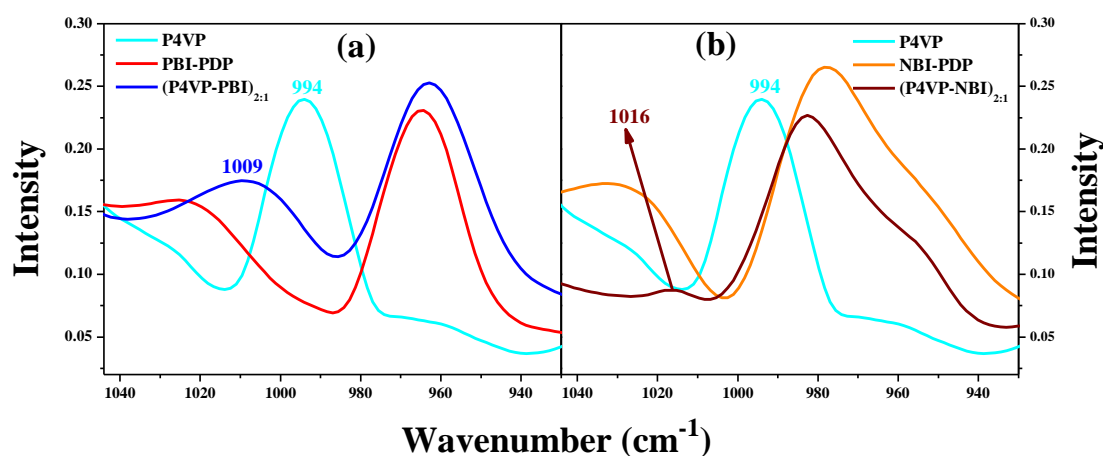 (a)
P4VP
PBI-PDP
(P4VP-PBI)2:1
994
1009
(b)
P4VP
NBI-PDP
(P4VP-NBI)2:1
994
1016
0.30
0.25
0.20
0.15
0.10
0.05
0.30
0.25
0.20
0.15
0.10
0.05
Intensity
Intensity
1040 1020 1000 980 960 940
1040 1020 1000 980 960 940
Wavenumber (cm-1)